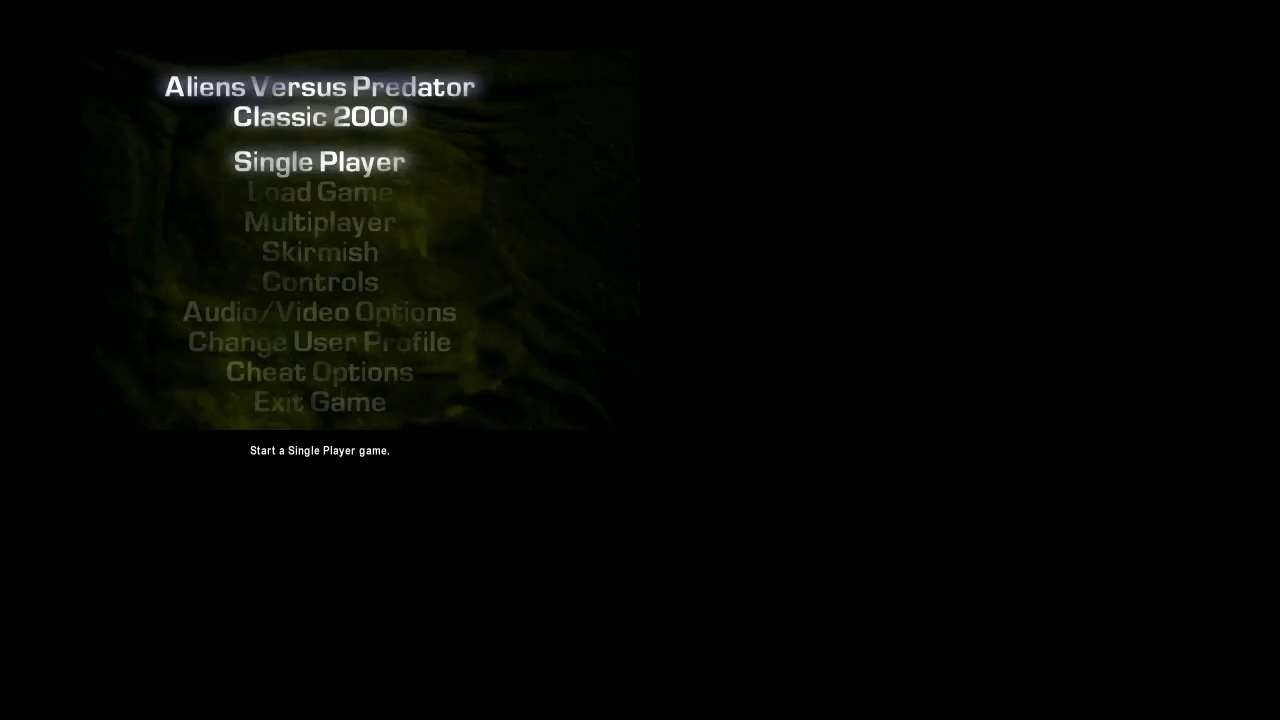 Aliens Versus Predator
Classic 2000
Single Player
Load Game
Multiplayer
Skirmish
Controls
Audio/Video Options
Change User Profile
Cheat Options
Exit Game
Start a Single Player game.